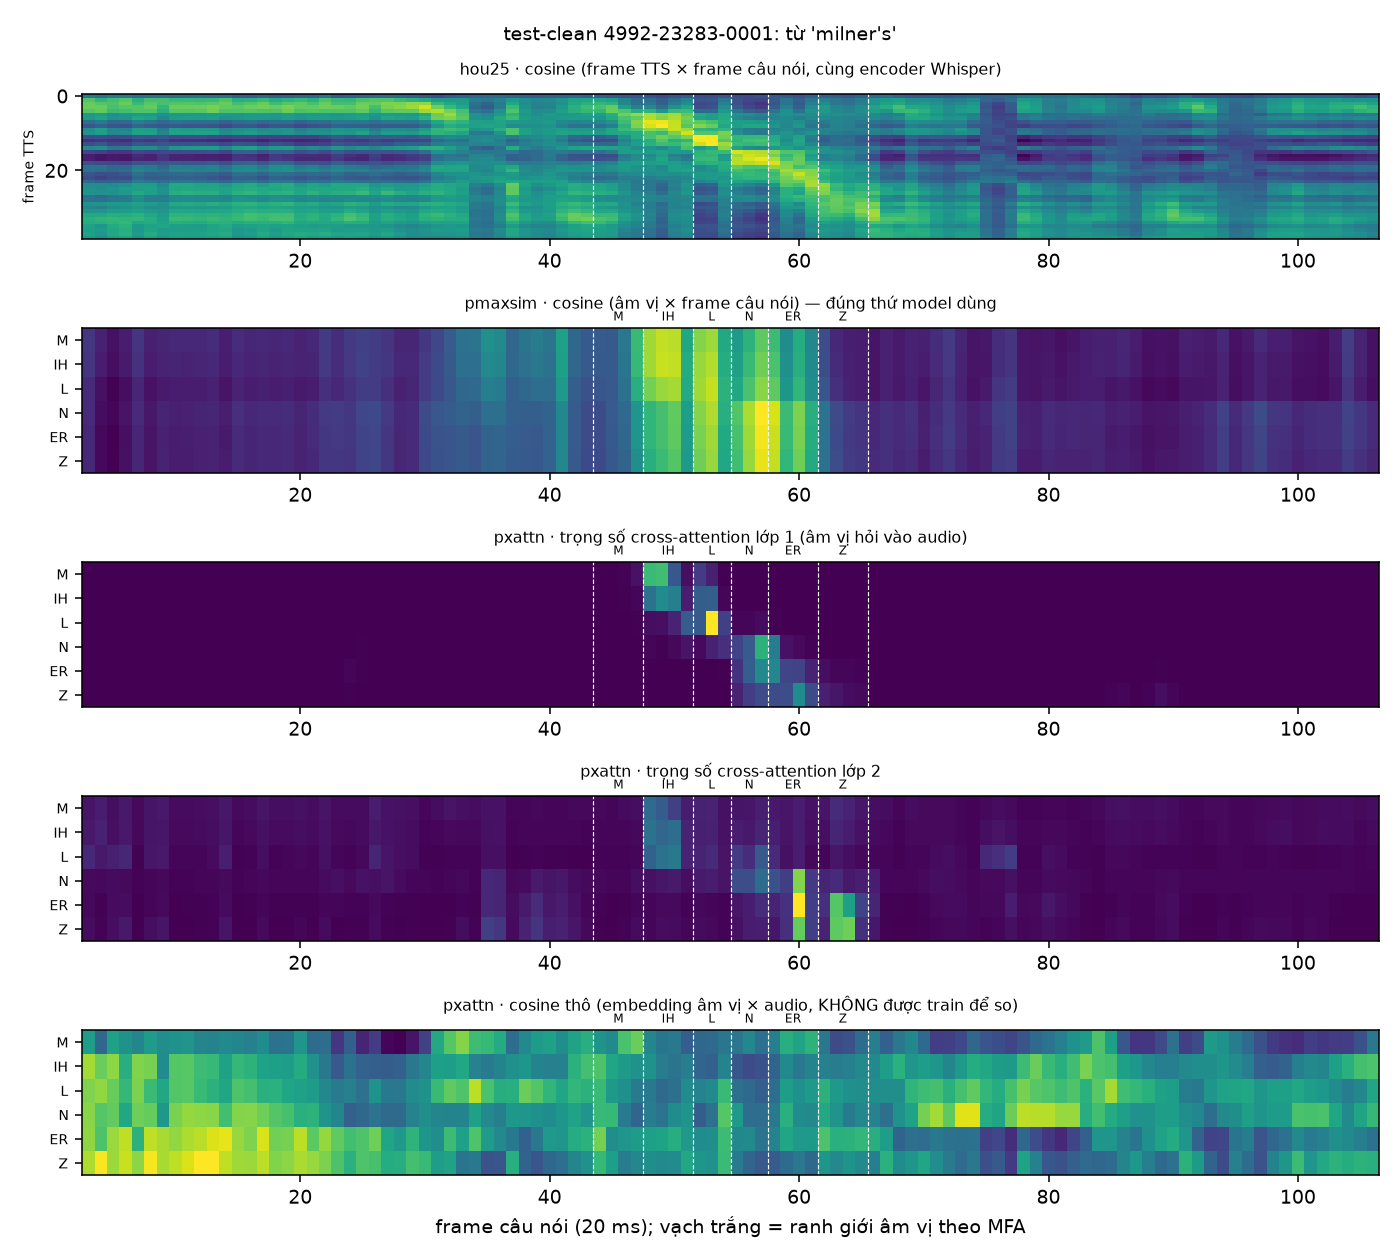 test-clean 4992-23283-0001: từ 'milner's'
hou25 · cosine (frame TTS × frame câu nói, cùng encoder Whisper)
frame TTS
0
20
20 40 60 80 100
pmaxsim · cosine (âm vị × frame câu nói) — đúng thứ model dùng
M IH L N ER Z
M
IH
L
N
ER
Z
20 40 60 80 100
pxattn · trọng số cross-attention lớp 1 (âm vị hỏi vào audio)
M IH L N ER Z
M
IH
L
N
ER
Z
20 40 60 80 100
pxattn · trọng số cross-attention lớp 2
M IH L N ER Z
M
IH
L
N
ER
Z
20 40 60 80 100
pxattn · cosine thô (embedding âm vị × audio, KHÔNG được train để so)
M IH L N ER Z
M
IH
L
N
ER
Z
20 40 60 80 100
frame câu nói (20 ms); vạch trắng = ranh giới âm vị theo MFA